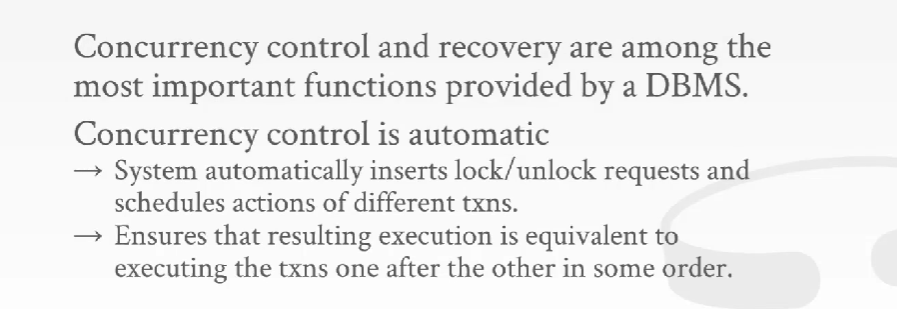 Concurrency control and recovery are among the
most important functions provided by a DBMS.
Concurrency control is automatic
→ System automatically inserts lock/unlock requests and
schedules actions of different txns.
→ Ensures that resulting execution is equivalent to
executing the txns one after the other in some order.